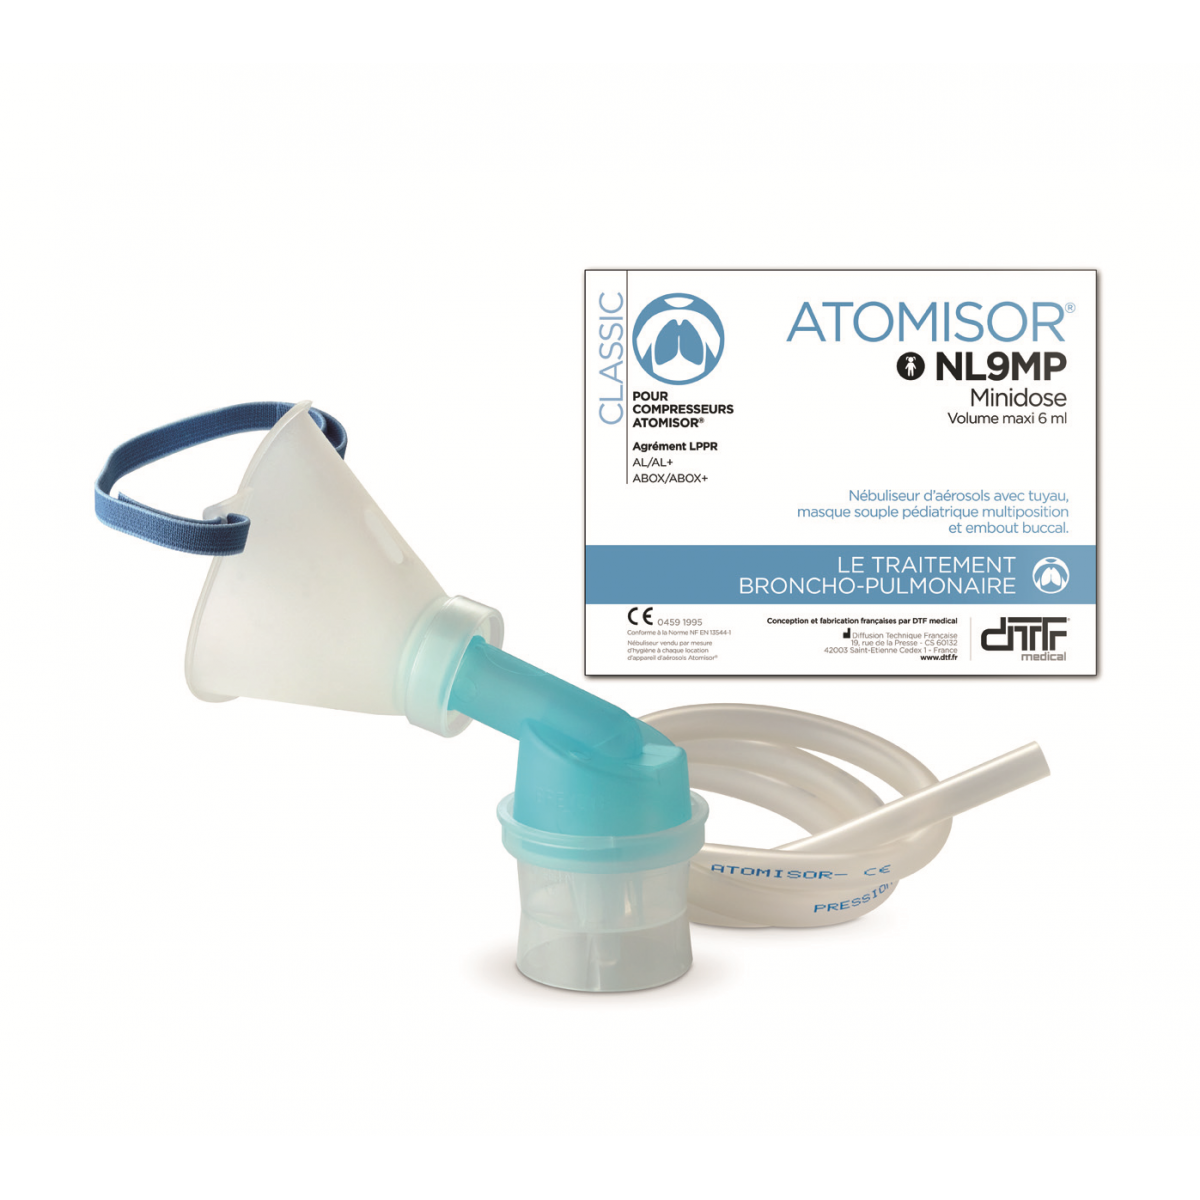 CLASSIC
POUR
COMPRESSEURS
ATOMISOR®
Agrément LPPR
AL/AL+
ABOX/ABOX+
ATOMISOR®
NL9MP
Minidose
Volume maxi 6 ml
Nébuliseur d'aérosols avec tuyau,
masque souple pédiatrique multiposition
et embout buccal.
LE TRAITEMENT
BRONCHO-PULMONAIRE
CE 0459 1995
Conforme à la Norme NF EN 13544-1
Nébuliseur vendu par mesure
d'hygiène à chaque location
d'appareil d'aérosols Atomisor®
Conception et fabrication françaises par DTF medical
Diffusion Technique Française
19, rue de la Presse - CS 60132
42003 Saint-Etienne Cedex 1 - France
www.dtf.fr
DTF
medical
ATOMISOR- CE
PRESSION